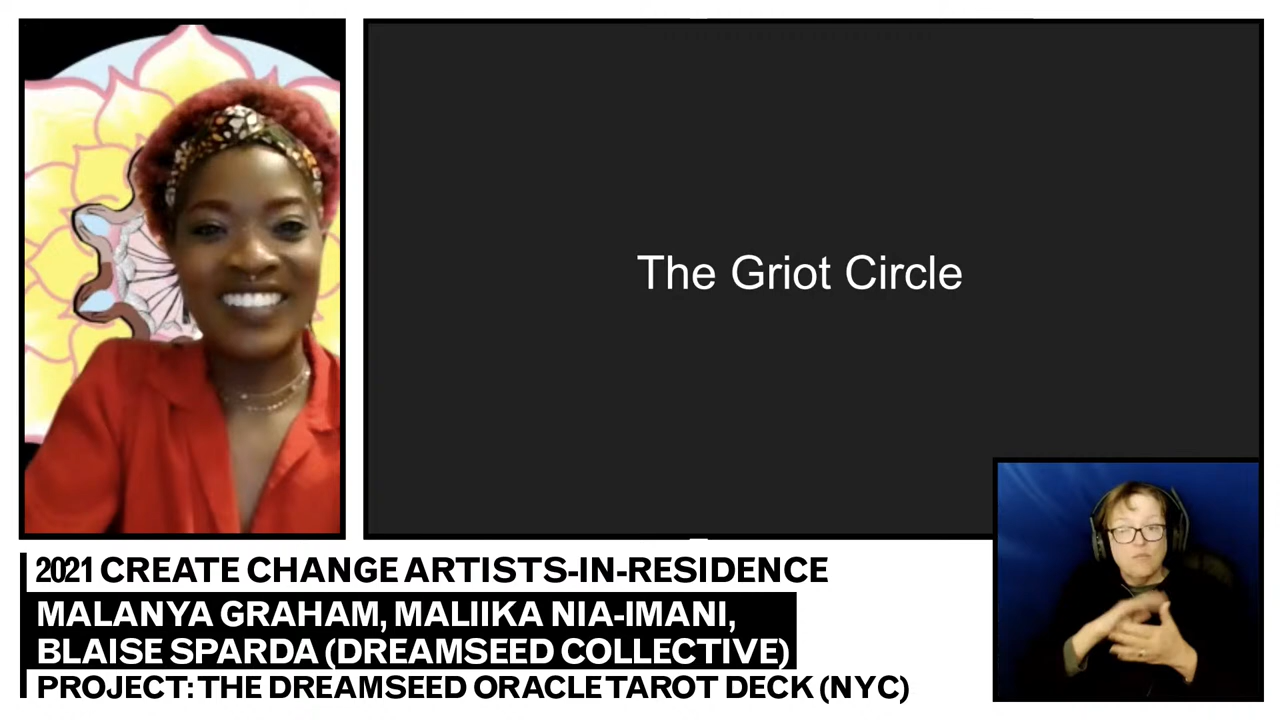 The Griot Circle
2021 CREATE CHANGE ARTISTS-IN-RESIDENCE
MALANYA GRAHAM, MALIIKA NIA-IMANI,
BLAISE SPARDA (DREAMSEED COLLECTIVE)
PROJECT: THE DREAMSEED ORACLE TAROT DECK (NYC)